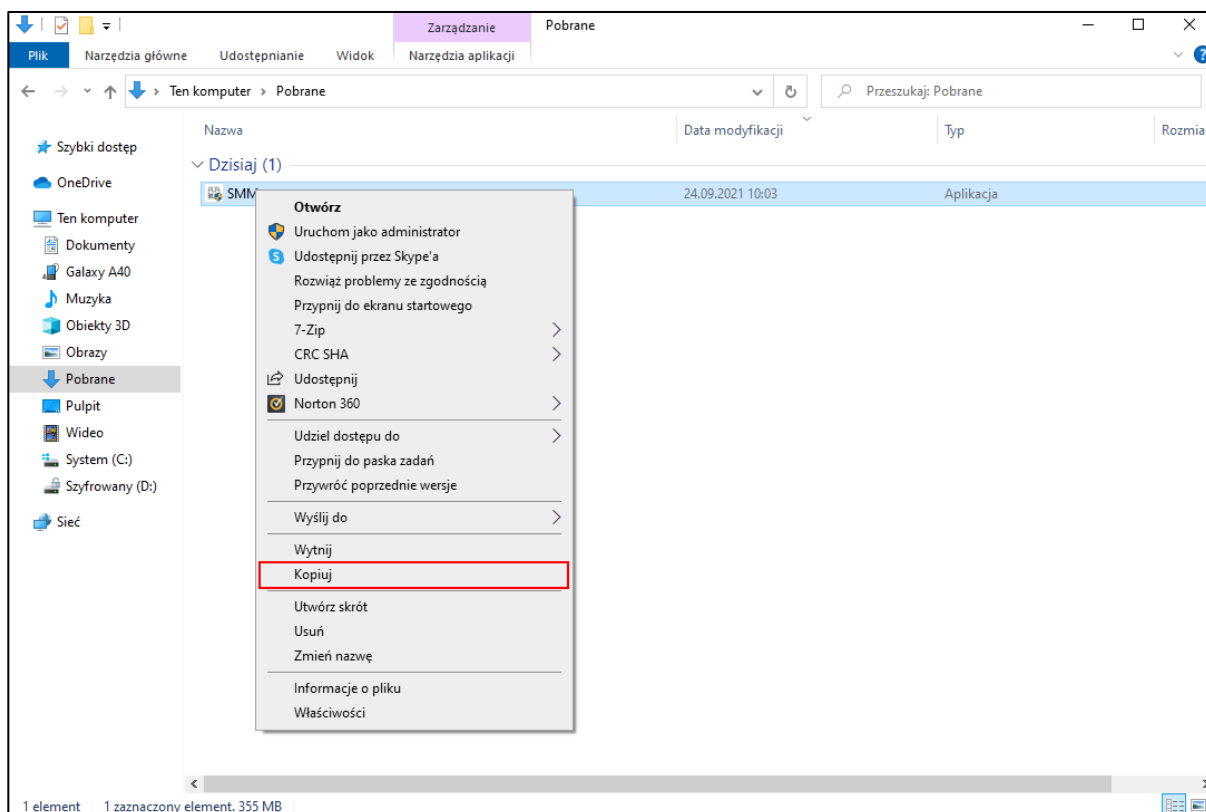 Zarządzanie
Pobrane
Plik
Narzędzia główne
Udostępnianie
Widok
Narzędzia aplikacji
Ten komputer > Pobrane
Przeszukaj: Pobrane
Nazwa
Data modyfikacji
Typ
Szybki dostęp
OneDrive
Ten komputer
Dokumenty
Galaxy A40
Muzyka
Obiekty 3D
Obrazy
Pobrane
Pulpit
Wideo
System (C:)
Szyfrowany (D:)
Sieć
Dzisiaj (1)
24.09.2021 10:03
Aplikacja
Otwórz
Uruchom jako administrator
Udostępnij przez Skype'a
Rozwiąż problemy ze zgodnością
Przypnij do ekranu startowego
7-Zip
CRC SHA
Udostępnij
Norton 360
Udziel dostępu do
Przypnij do paska zadań
Przywróć poprzednie wersje
Wyślij do
Wytnij
Kopiuj
Utwórz skrót
Usuń
Zmień nazwę
Informacje o pliku
Właściwości
1 element
1 zaznaczony element. 355 MB